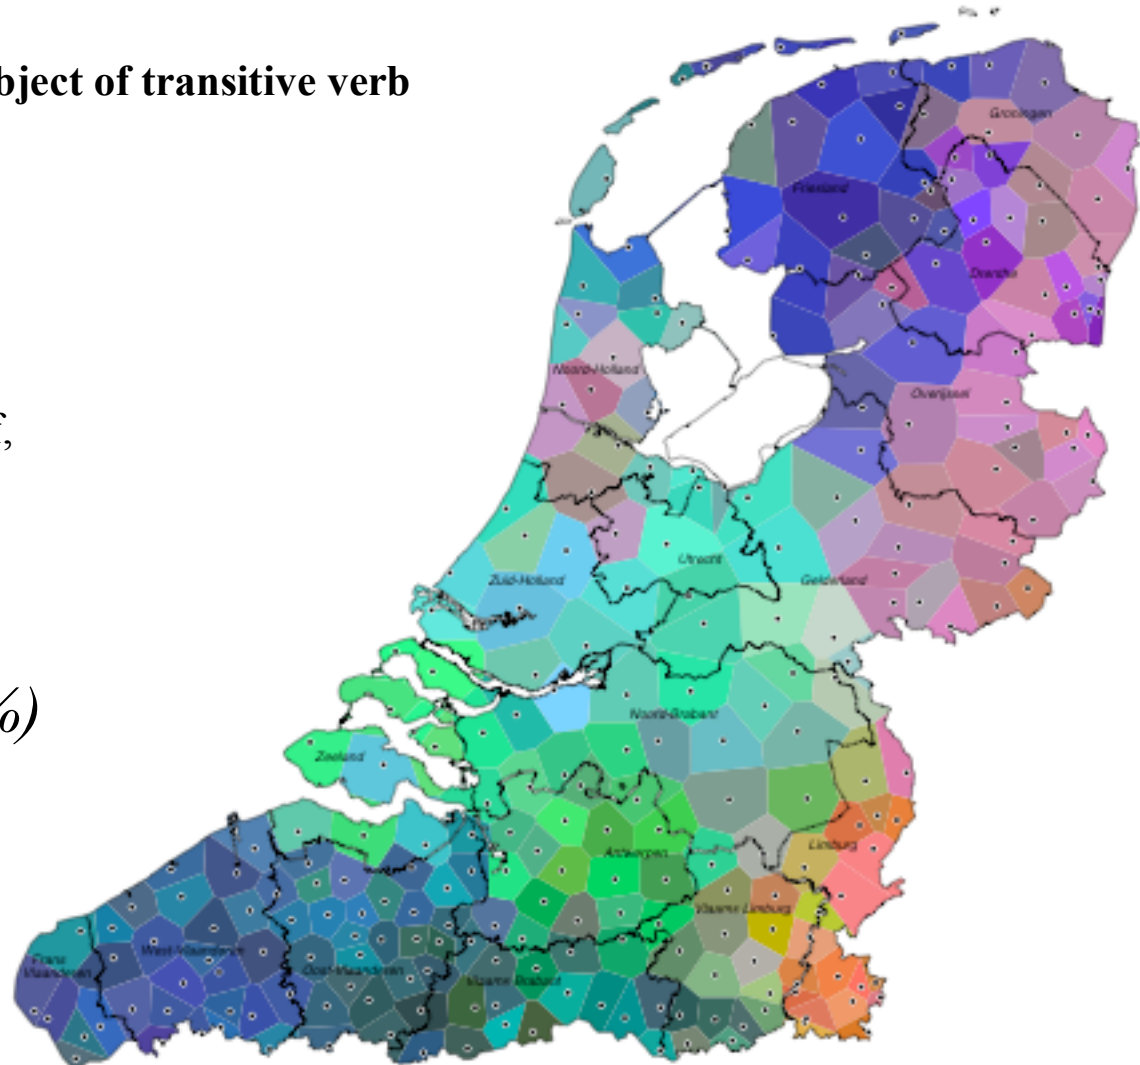 bject of transitive verb
Groningen
Friesland
Drenthe
Noord-Holland
Overijssel
f,
Utrecht
Zuid-Holland
Gelderland
%)
Noord-Brabant
Zeeland
Antwerpen
Limburg
Vlaams Limburg
West-Vlaanderen
Frans
Vlaanderen
Oost-Vlaanderen
Vlaams Brabant